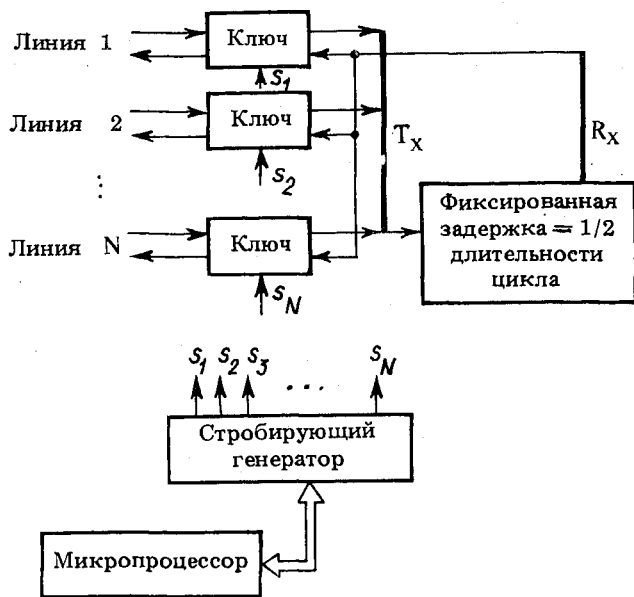 Линия 1
Ключ
S1
Линия 2
Ключ
S2
Tx
Rx
⋮
Линия N
Ключ
SN
Фиксированная
задержка = 1/2
длительности
цикла
S1 S2 S3 ... SN
Стробирующий
генератор
Микропроцессор